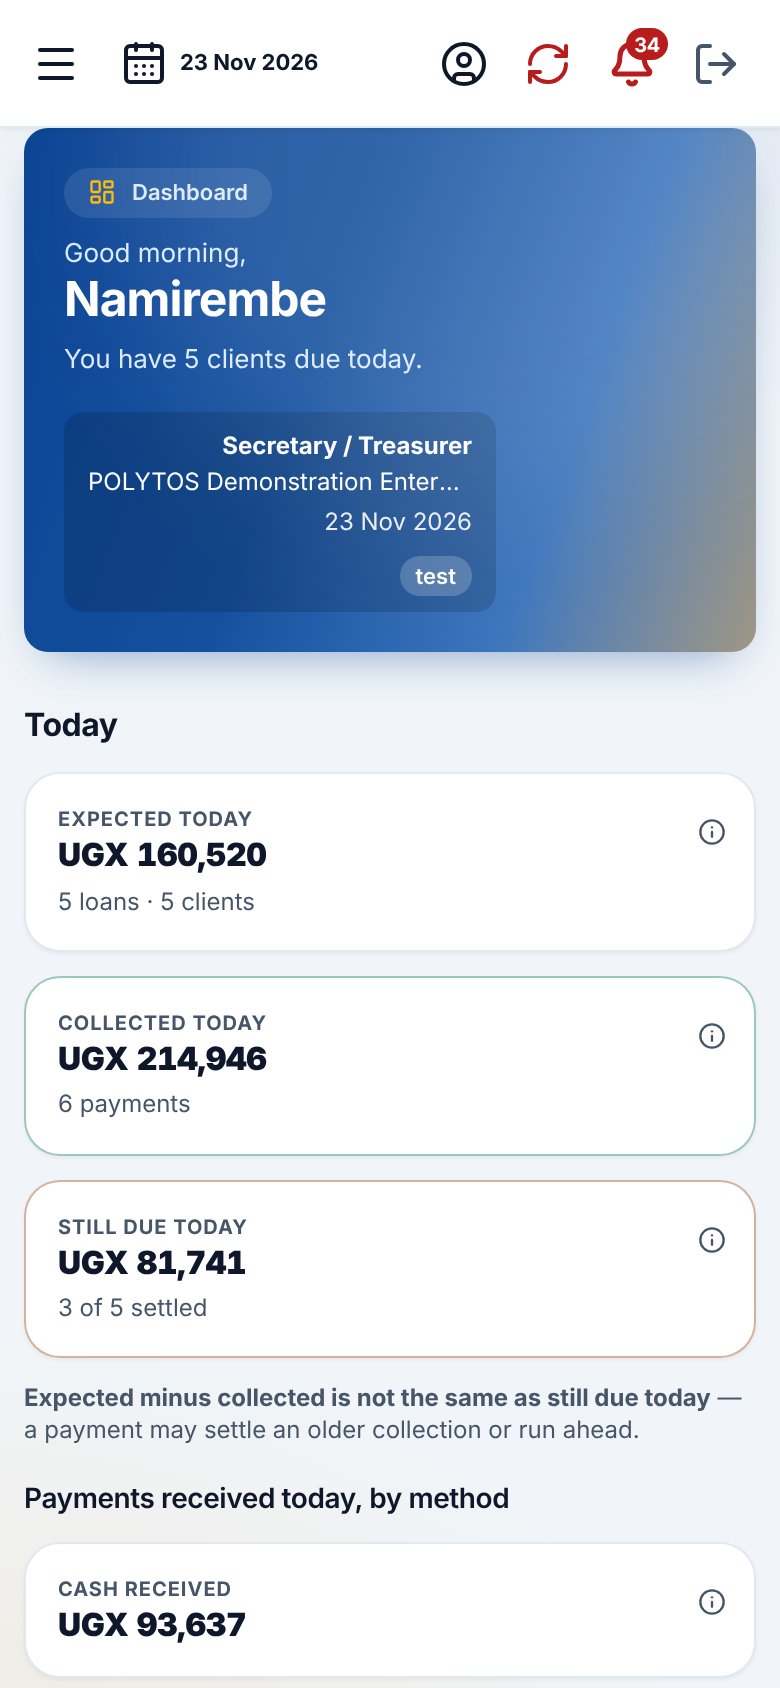 23 Nov 2026
34
Dashboard
Good morning,
Namirembe
You have 5 clients due today.
Secretary / Treasurer
POLYTOS Demonstration Enter...
23 Nov 2026
test
Today
EXPECTED TODAY
UGX 160,520
5 loans · 5 clients
COLLECTED TODAY
UGX 214,946
6 payments
STILL DUE TODAY
UGX 81,741
3 of 5 settled
Expected minus collected is not the same as still due today —
a payment may settle an older collection or run ahead.
Payments received today, by method
CASH RECEIVED
UGX 93,637